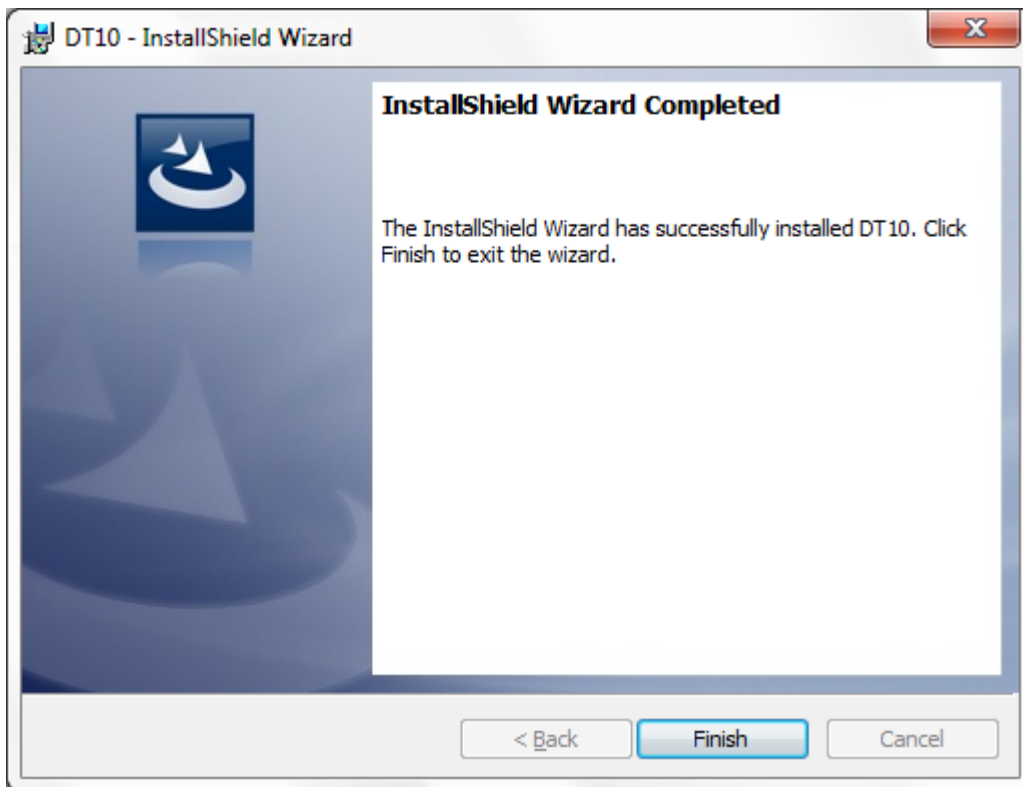 DT10 - InstallShield Wizard
InstallShield Wizard Completed
The InstallShield Wizard has successfully installed DT10. Click
Finish to exit the wizard.
< Back
Finish
Cancel